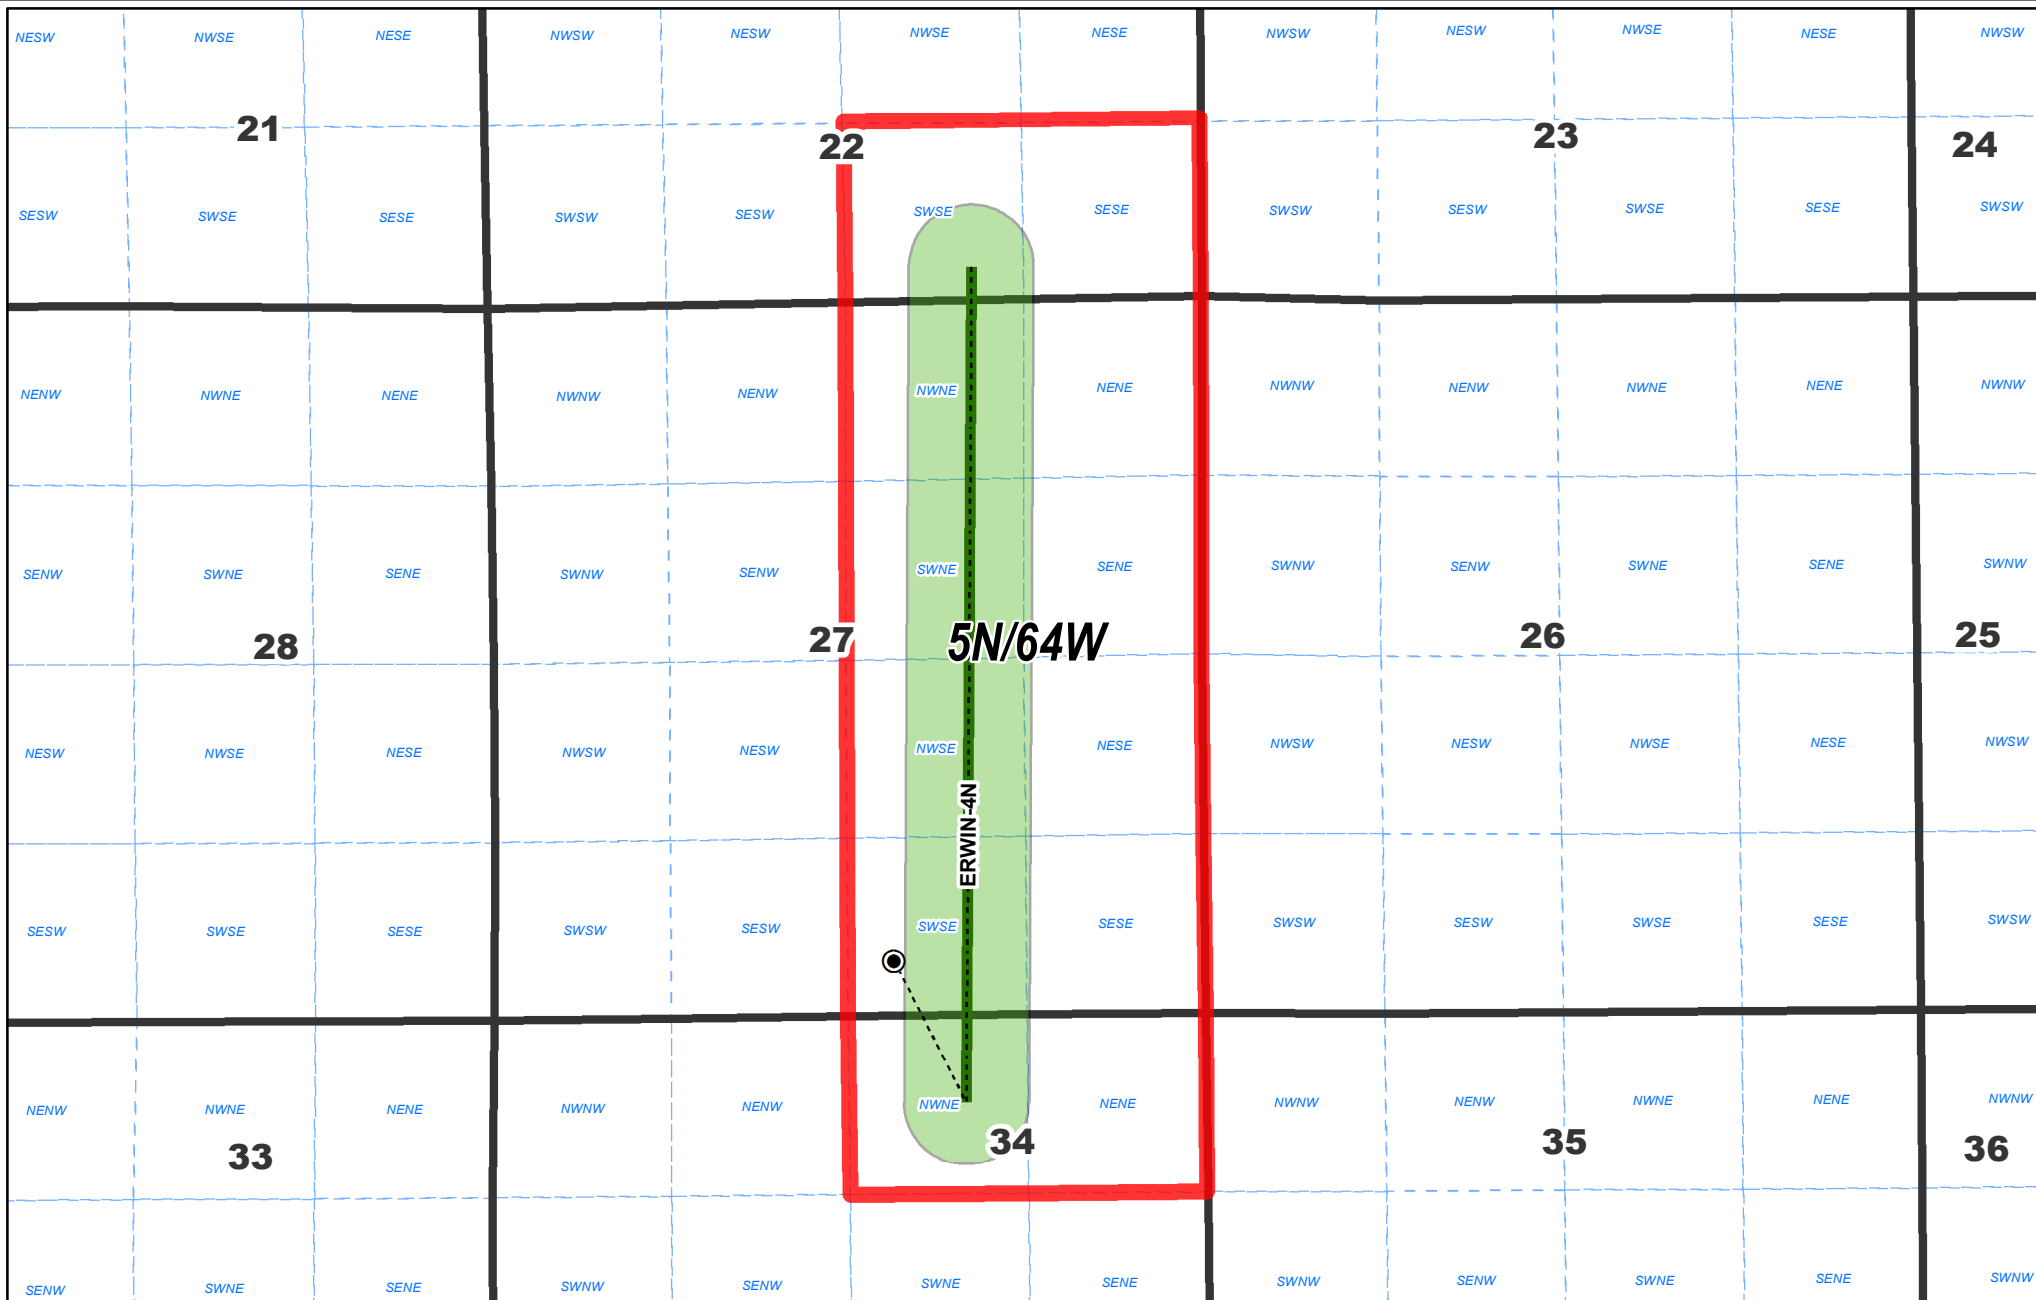 NESW NWSE NESE NWSW NESW NWSE NESE NWSW NESW NWSE NESE NWSW
21 22 23 24
SESW SWSE SESE SWSW SESW SWSE SESE SWSW SESW SWSE SESE SWSW
NENW NWNE NENE NWNW NENW NWNE NENE NWNW NENW NWNE NENE NWNW
SENW SWNE SENE SWNW SENW SWNE SENE SWNW SENW SWNE SENE SWNW
28 27 5N/64W 26 25
NESW NWSE NESE NWSW NESW NWSE NESE NWSW NESW NWSE NESE NWSW
ERWIN-4N
SESW SWSE SESE SWSW SESW SWSE SESE SWSW SESW SWSE SESE SWSW
NENW NWNE NENE NWNW NENW NWNE NENE NWNW NENW NWNE NENE NWNW
33 34 35 36
SENW SWNE SENE SWNW SENW SWNE SENE SWNW SENW SWNE SENE SWNW